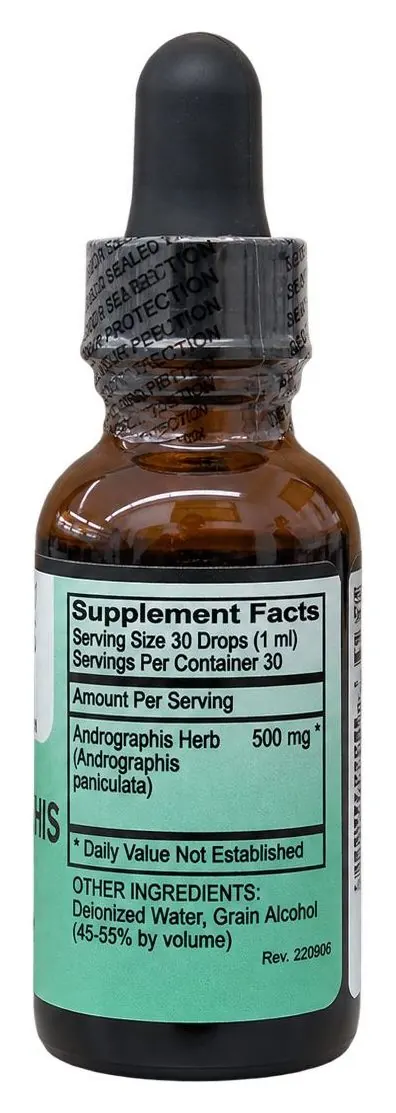 SEALED
PROTECTION
Supplement Facts
Serving Size 30 Drops (1 ml)
Servings Per Container 30
Amount Per Serving
Andrographis Herb 500 mg *
(Andrographis
paniculata)
* Daily Value Not Established
HIS
OTHER INGREDIENTS:
Deionized Water, Grain Alcohol
(45-55% by volume)
Rev. 220906